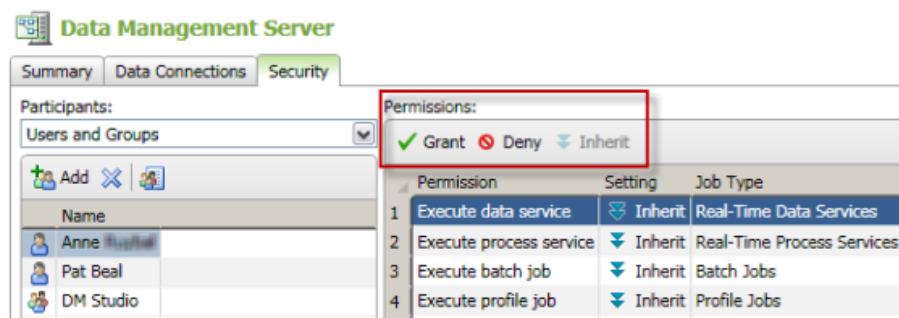 Data Management Server
Summary Data Connections Security
Participants: Permissions:
Users and Groups
Grant Deny Inherit
Add
Permission Setting Job Type
Name
1 Execute data service Inherit Real-Time Data Services
Anne
2 Execute process service Inherit Real-Time Process Services
Pat Beal
3 Execute batch job Inherit Batch Jobs
DM Studio
4 Execute profile job Inherit Profile Jobs